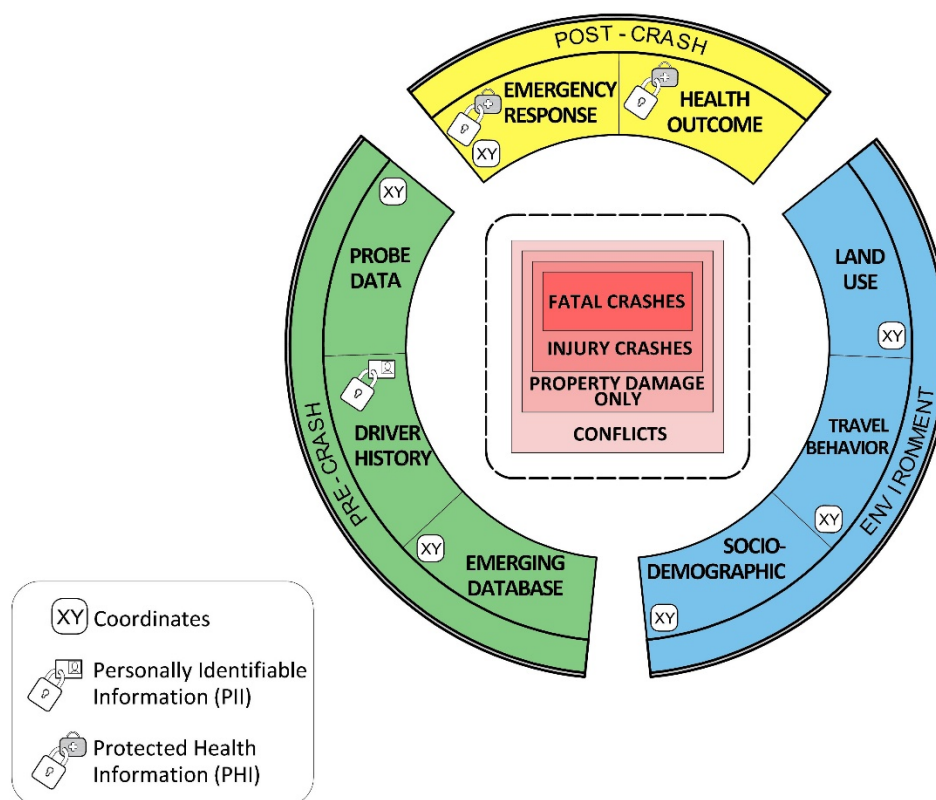 POST - CRASH
EMERGENCY
RESPONSE
HEALTH
OUTCOME
XY
XY
PROBE
DATA
LAND
USE
XY
FATAL CRASHES
INJURY CRASHES
PROPERTY DAMAGE
ONLY
CONFLICTS
DRIVER
HISTORY
PRE-CRASH
TRAVEL
BEHAVIOR
ENVIRONMENT
XY
XY
EMERGING
DATABASE
SOCIO-
DEMOGRAPHIC
XY
XY Coordinates
Personally Identifiable
Information (PII)
Protected Health
Information (PHI)